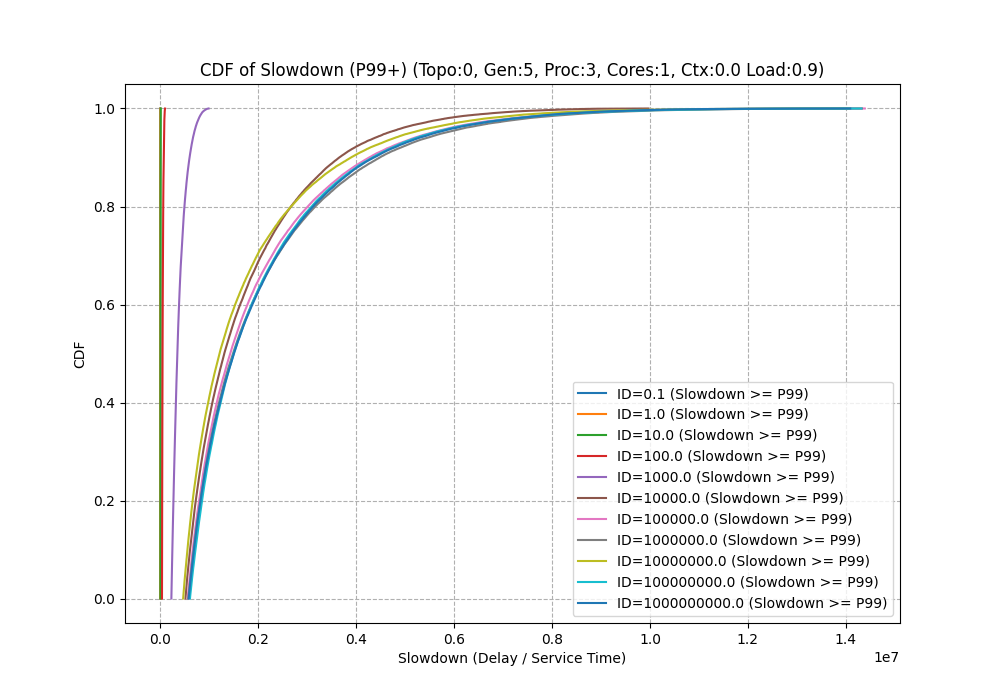 CDF of Slowdown (P99+) (Topo:0, Gen:5, Proc:3, Cores:1, Ctx:0.0 Load:0.9)
CDF
1.0
0.8
0.6
0.4
0.2
0.0
ID=0.1 (Slowdown >= P99)
ID=1.0 (Slowdown >= P99)
ID=10.0 (Slowdown >= P99)
ID=100.0 (Slowdown >= P99)
ID=1000.0 (Slowdown >= P99)
ID=10000.0 (Slowdown >= P99)
ID=100000.0 (Slowdown >= P99)
ID=1000000.0 (Slowdown >= P99)
ID=10000000.0 (Slowdown >= P99)
ID=100000000.0 (Slowdown >= P99)
ID=1000000000.0 (Slowdown >= P99)
0.0 0.2 0.4 0.6 0.8 1.0 1.2 1.4
1e7
Slowdown (Delay / Service Time)